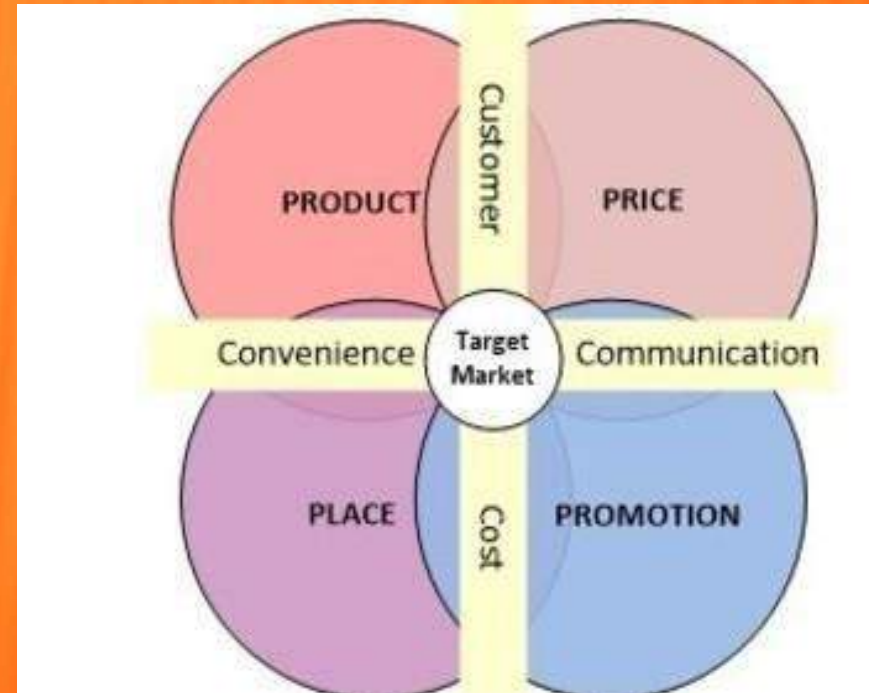 Customer
PRODUCT
PRICE
Convenience
Target
Market
Communication
PLACE
Cost
PROMOTION